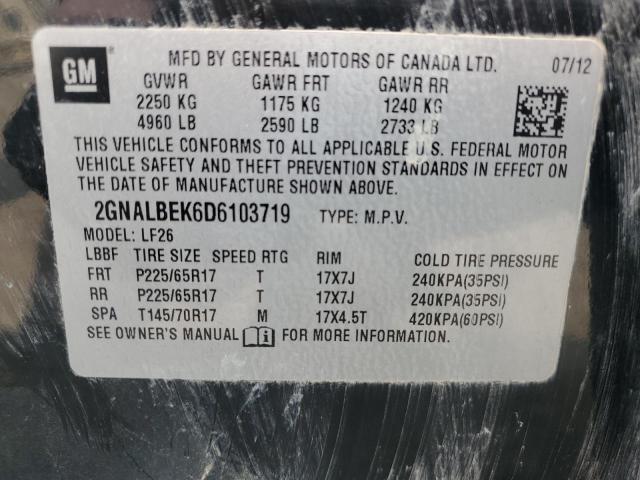 GM
MFD BY GENERAL MOTORS OF CANADA LTD. 07/12
GVWR GAWR FRT GAWR RR
2250 KG 1175 KG 1240 KG
4960 LB 2590 LB 2733 LB
THIS VEHICLE CONFORMS TO ALL APPLICABLE U.S. FEDERAL MOTOR
VEHICLE SAFETY AND THEFT PREVENTION STANDARDS IN EFFECT ON
THE DATE OF MANUFACTURE SHOWN ABOVE.
2GNALBEK6D6103719 TYPE: M.P.V.
MODEL: LF26
LBBF TIRE SIZE SPEED RTG RIM COLD TIRE PRESSURE
FRT P225/65R17 T 17X7J 240KPA(35PSI)
RR P225/65R17 T 17X7J 240KPA(35PSI)
SPA T145/70R17 M 17X4.5T 420KPA(60PSI)
SEE OWNER'S MANUAL FOR MORE INFORMATION.